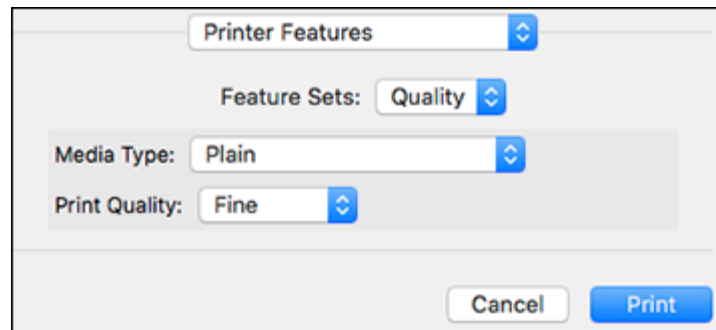 Printer Features
Feature Sets: Quality
Media Type: Plain
Print Quality: Fine
Cancel Print